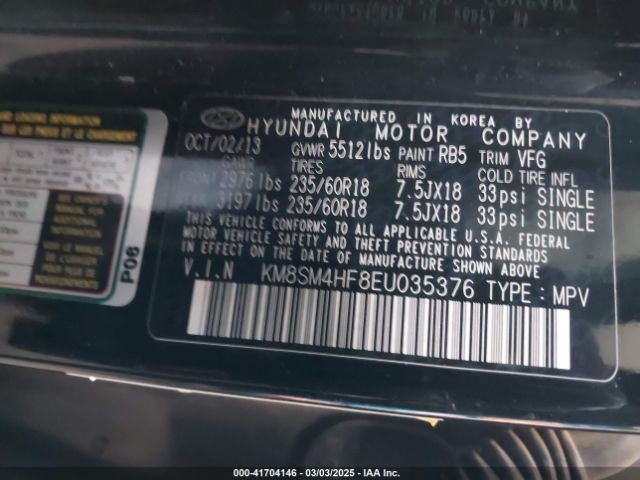 MANUFACTURED IN KOREA BY
HYUNDAI MOTOR COMPANY
OCT/02/13 GVWR 5512lbs PAINT RB5 TRIM VFG
GAWR TIRES RIMS COLD TIRE INFL
FRONT 2976lbs 235/60R18 7.5JX18 33psi SINGLE
3197lbs 235/60R18 7.5JX18 33psi SINGLE
THIS VEHICLE CONFORMS TO ALL APPLICABLE U.S.A. FEDERAL
MOTOR VEHICLE SAFETY AND THEFT PREVENTION STANDARDS
IN EFFECT ON THE DATE OF MANUFACTURE SHOWN ABOVE
V.I.N KM8SM4HF8EU035376 TYPE : MPV
P06
000-41704146 - 03/03/2025 - IAA Inc.